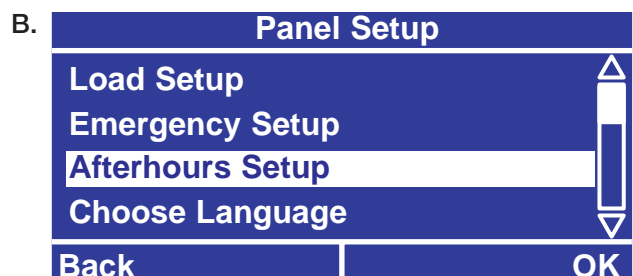 B.
Panel Setup
Load Setup
Emergency Setup
Afterhours Setup
Choose Language
Back OK